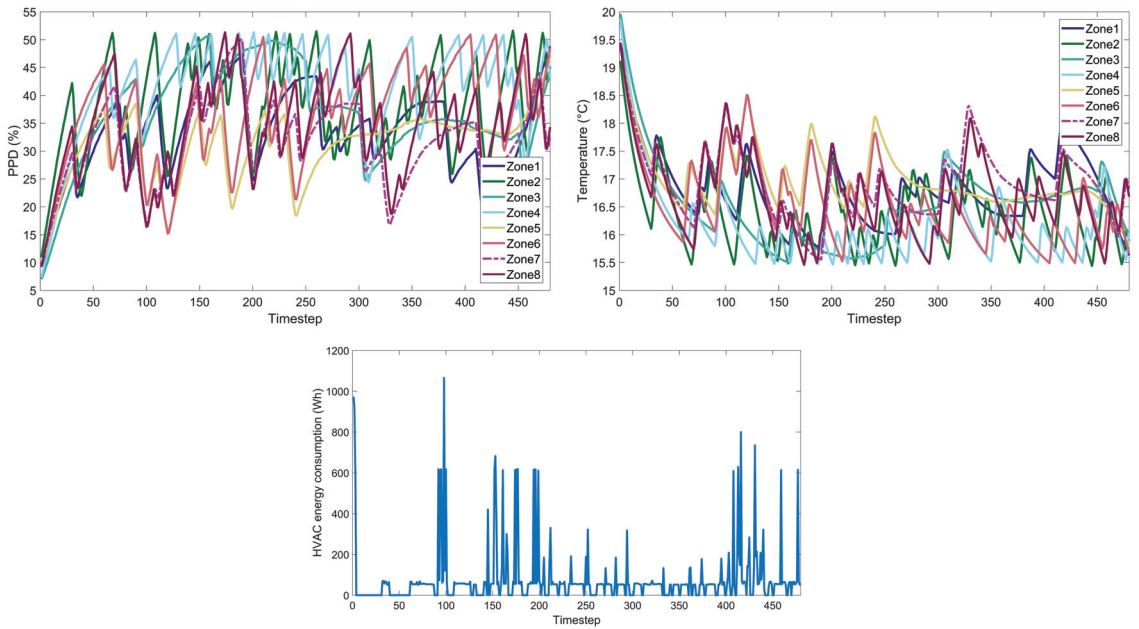 55
50
45
40
35
30
25
20
15
10
5
PPD (%)
0 50 100 150 200 250 300 350 400 450
Timestep
Zone1
Zone2
Zone3
Zone4
Zone5
Zone6
Zone7
Zone8
20
19.5
19
18.5
18
17.5
17
16.5
16
15.5
15
Temperature (°C)
0 50 100 150 200 250 300 350 400 450
Timestep
Zone1
Zone2
Zone3
Zone4
Zone5
Zone6
Zone7
Zone8
1200
1000
800
600
400
200
0
HVAC energy consumption (Wh)
0 50 100 150 200 250 300 350 400 450
Timestep